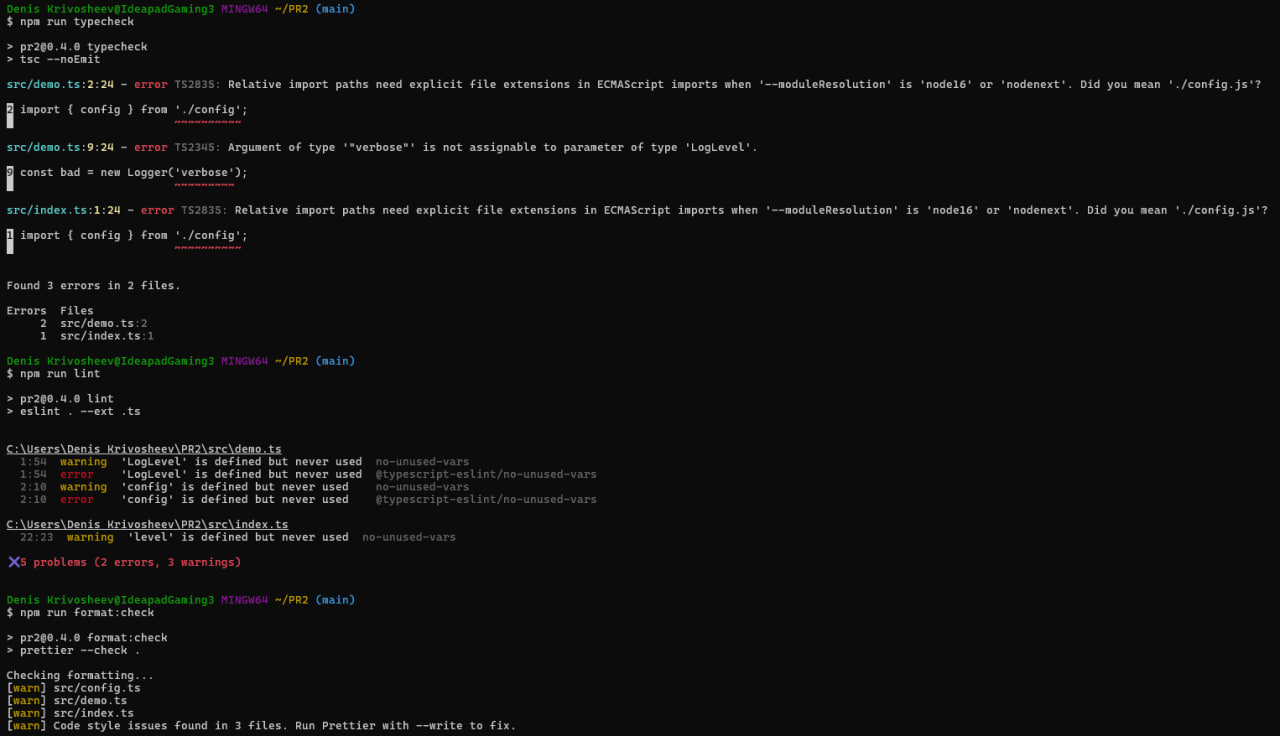 Denis Krivosheev@IdeapadGaming3 MINGW64 ~/PR2 (main)
$ npm run typecheck
> pr2@0.4.0 typecheck
> tsc --noEmit
src/demo.ts:2:24 - error TS2835: Relative import paths need explicit file extensions in ECMAScript imports when '--moduleResolution' is 'node16' or 'nodenext'. Did you mean './config.js'?
2 import { config } from './config';
~~~~~~~~~~
src/demo.ts:9:24 - error TS2345: Argument of type '"verbose"' is not assignable to parameter of type 'LogLevel'.
9 const bad = new Logger('verbose');
~~~~~~~~~
src/index.ts:1:24 - error TS2835: Relative import paths need explicit file extensions in ECMAScript imports when '--moduleResolution' is 'node16' or 'nodenext'. Did you mean './config.js'?
1 import { config } from './config';
~~~~~~~~~~
Found 3 errors in 2 files.
Errors  Files
     2  src/demo.ts:2
     1  src/index.ts:1
Denis Krivosheev@IdeapadGaming3 MINGW64 ~/PR2 (main)
$ npm run lint
> pr2@0.4.0 lint
> eslint . --ext .ts
C:\Users\Denis Krivosheev\PR2\src\demo.ts
  1:54  warning  'LogLevel' is defined but never used  no-unused-vars
  1:54  error    'LogLevel' is defined but never used  @typescript-eslint/no-unused-vars
  2:10  warning  'config' is defined but never used    no-unused-vars
  2:10  error    'config' is defined but never used    @typescript-eslint/no-unused-vars
C:\Users\Denis Krivosheev\PR2\src\index.ts
  22:23  warning  'level' is defined but never used  no-unused-vars
❌5 problems (2 errors, 3 warnings)
Denis Krivosheev@IdeapadGaming3 MINGW64 ~/PR2 (main)
$ npm run format:check
> pr2@0.4.0 format:check
> prettier --check .
Checking formatting...
[warn] src/config.ts
[warn] src/demo.ts
[warn] src/index.ts
[warn] Code style issues found in 3 files. Run Prettier with --write to fix.